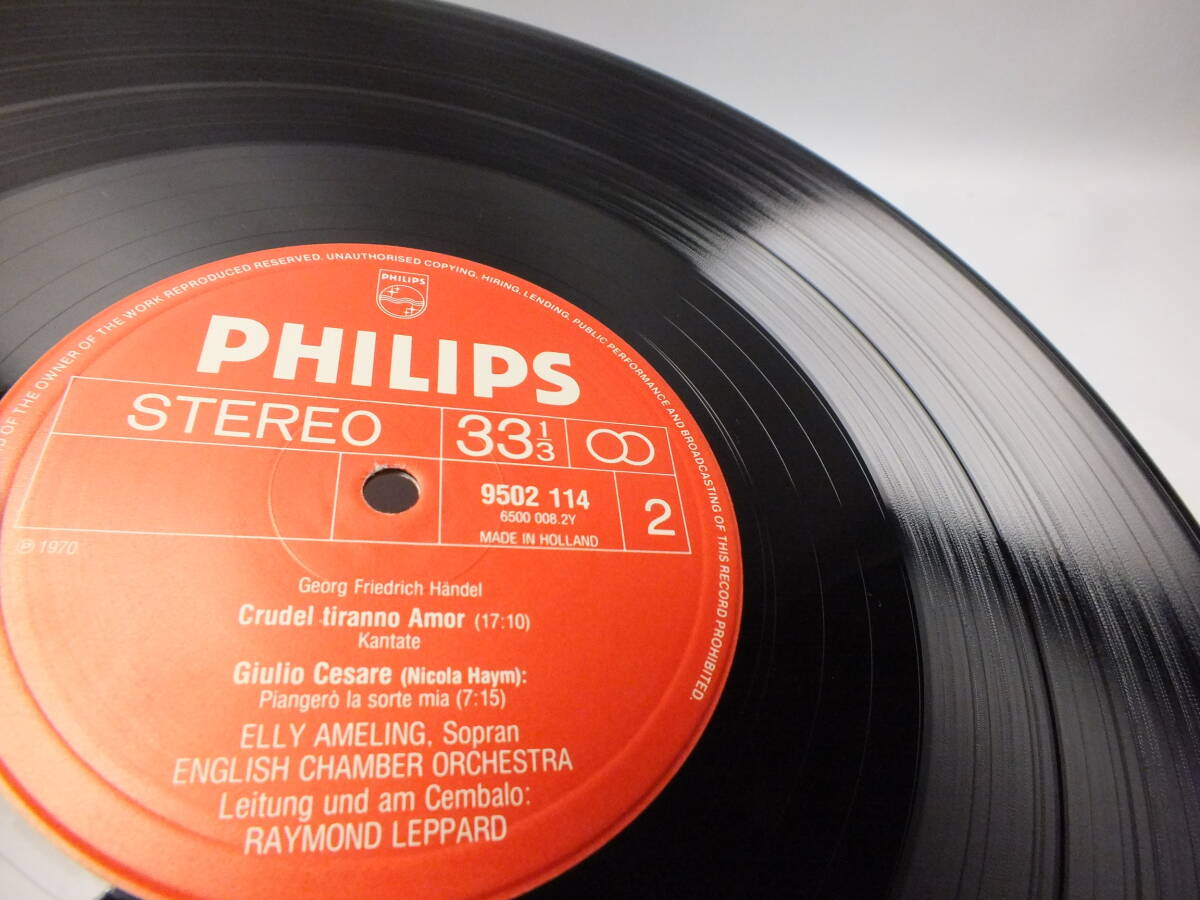 D OF THE OWNER OF THE WORK REPRODUCED RESERVED. UNAUTHORISED COPYING. HIRING. LENDING. PUBLIC PERFORMANCE AND BROADCASTING OF THIS RECORD PROHIBITED.
PHILIPS
PHILIPS
STEREO
33 1/3
9502 114
6500 008.2Y
MADE IN HOLLAND
2
℗ 1970
Georg Friedrich Händel
Crudel tiranno Amor (17:10)
Kantate
Giulio Cesare (Nicola Haym):
Piangerò la sorte mia (7:15)
ELLY AMELING, Sopran
ENGLISH CHAMBER ORCHESTRA
Leitung und am Cembalo:
RAYMOND LEPPARD